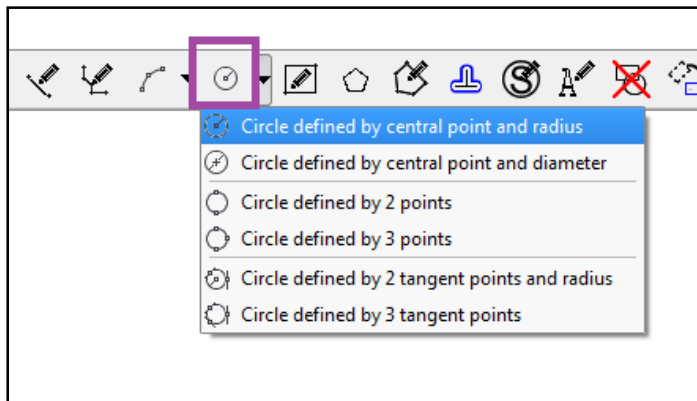 Circle defined by central point and radius
Circle defined by central point and diameter
Circle defined by 2 points
Circle defined by 3 points
Circle defined by 2 tangent points and radius
Circle defined by 3 tangent points